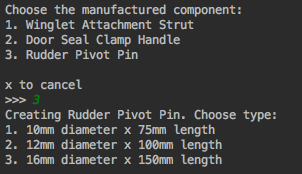 Choose the manufactured component:
1. Winglet Attachment Strut
2. Door Seal Clamp Handle
3. Rudder Pivot Pin

x to cancel
>>> 3
Creating Rudder Pivot Pin. Choose type:
1. 10mm diameter x 75mm length
2. 12mm diameter x 100mm length
3. 16mm diameter x 150mm length